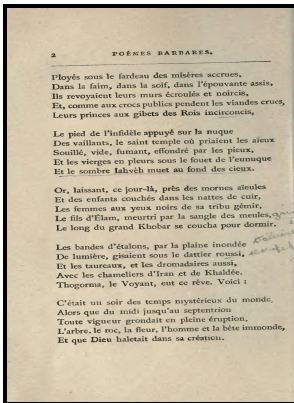 2 POÈMES BARBARES.
Ployés sous le fardeau des misères accrues,
Dans la faim, dans la soif, dans l'épouvante assis,
Ils revoyaient leurs murs écroulés et noircis,
Et, comme aux crocs publics pendent les viandes crues,
Leurs princes aux gibets des Rois incirconcis,
Le pied de l'infidèle appuyé sur la nuque
Des vaillants, le saint temple où priaient les aïeux
Souillé, vide, fumant, effondré par les pieux,
Et les vierges en pleurs sous le fouet de l'eunuque
Et le sombre Iahvèh muet au fond des cieux.
Or, laissant, ce jour-là, près des mornes aïeules
Et des enfants couchés dans les nattes de cuir,
Les femmes aux yeux noirs de sa tribu gémir,
Le fils d'Élam, meurtri par la sangle des meules,
Le long du grand Khobar se coucha pour dormir.
Les bandes d'étalons, par la plaine inondée
De lumière, gisaient sous le dattier roussi,
Et les taureaux, et les dromadaires aussi,
Avec les chameliers d'Iran et de Khaldée.
Thogorma, le Voyant, eut ce rêve. Voici :
C'était un soir des temps mystérieux du monde,
Alors que du midi jusqu'au septentrion
Toute vigueur grondait en pleine éruption,
L'arbre, le roc, la fleur, l'homme et la bête immonde,
Et que Dieu haletait dans sa création.